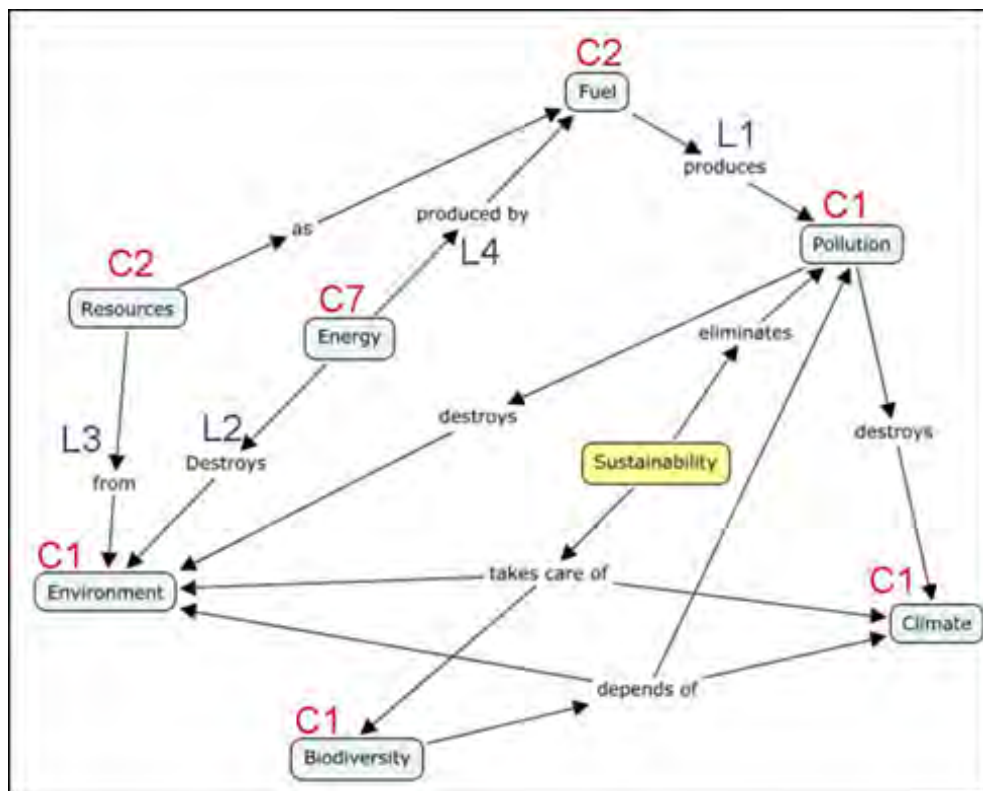 C2
Fuel
L1
produces
as
produced by
L4
C1
Pollution
C2
Resources
C7
Energy
eliminates
destroys
L3
L2
Destroys
from
Sustainability
destroys
C1
Environment
takes care of
C1
Climate
depends of
C1
Biodiversity